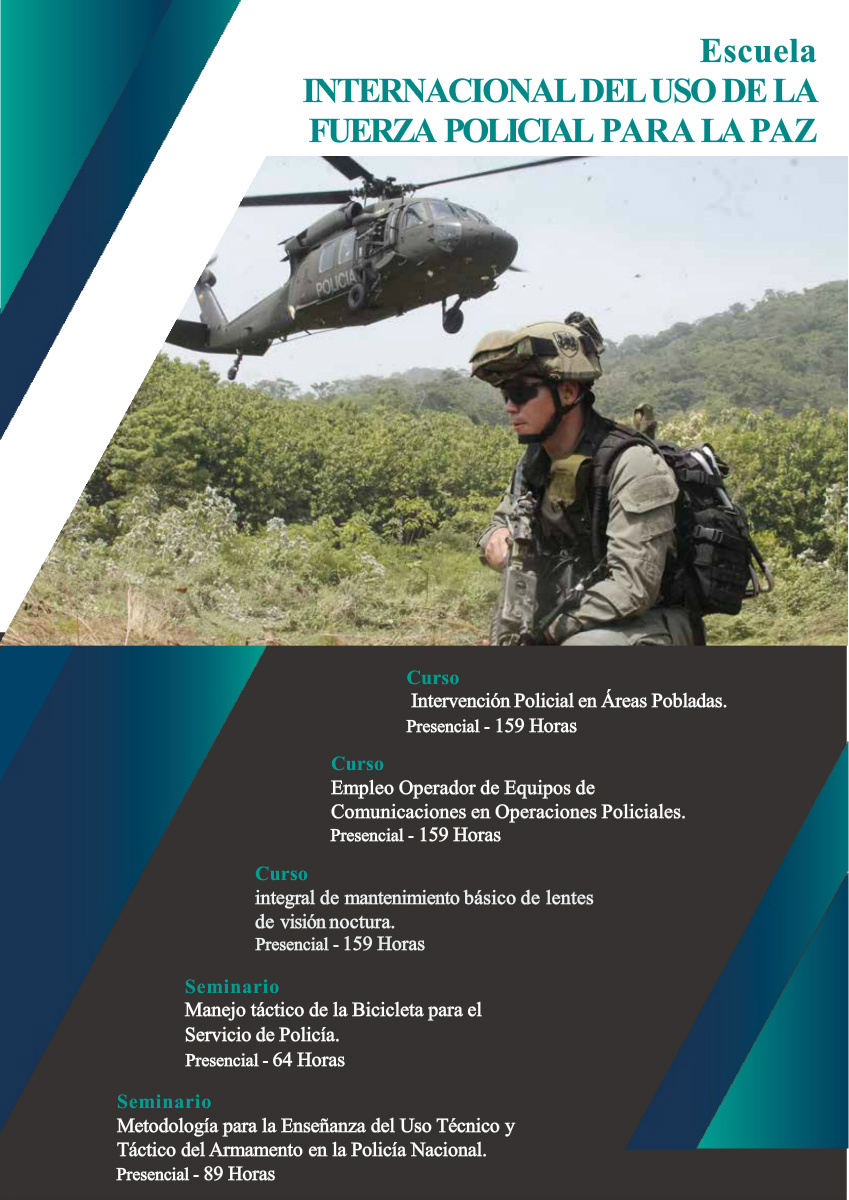 Escuela
INTERNACIONAL DEL USO DE LA
FUERZA POLICIAL PARA LA PAZ
POLICIA
Curso
Intervención Policial en Áreas Pobladas.
Presencial - 159 Horas
Curso
Empleo Operador de Equipos de
Comunicaciones en Operaciones Policiales.
Presencial - 159 Horas
Curso
integral de mantenimiento básico de lentes
de visión noctura.
Presencial - 159 Horas
Seminario
Manejo táctico de la Bicicleta para el
Servicio de Policía.
Presencial - 64 Horas
Seminario
Metodología para la Enseñanza del Uso Técnico y
Táctico del Armamento en la Policía Nacional.
Presencial - 89 Horas